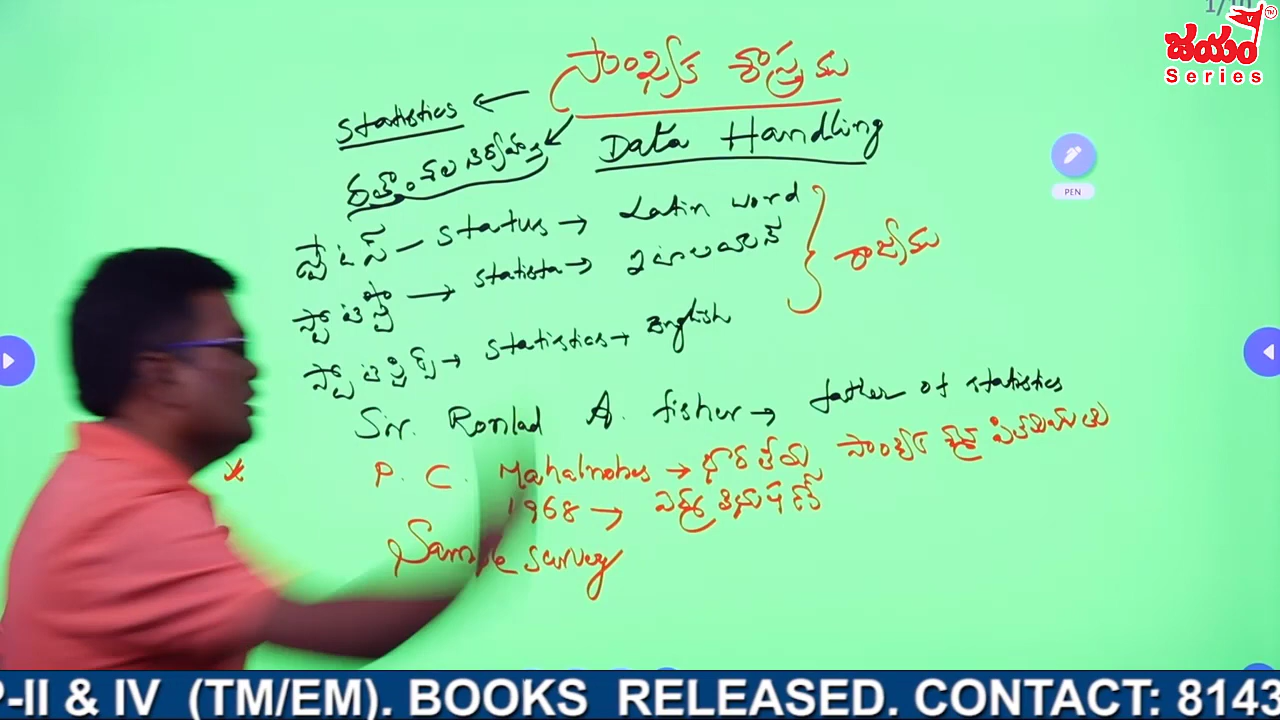 1/10
జయం
Series
సాంఖ్యక శాస్త్రము
Statistics ←
దత్తాంశాల నిర్వహణ
Data Handling
PEN
స్టేటస్ – status → Latin word
స్టాటిస్టా → statista → ఇటాలియన్
రాజ్యము
స్టాటిస్టిక్స్ → statistics → English
Sir. Ronlad A. fisher → father of statistics
P. C. Mahalnobes → భారతీయ సాంఖ్యక శాస్త్ర పితామహుడు
1968 → పద్మ విభూషణ్
Sample survey
P-II & IV (TM/EM). BOOKS RELEASED. CONTACT: 8143